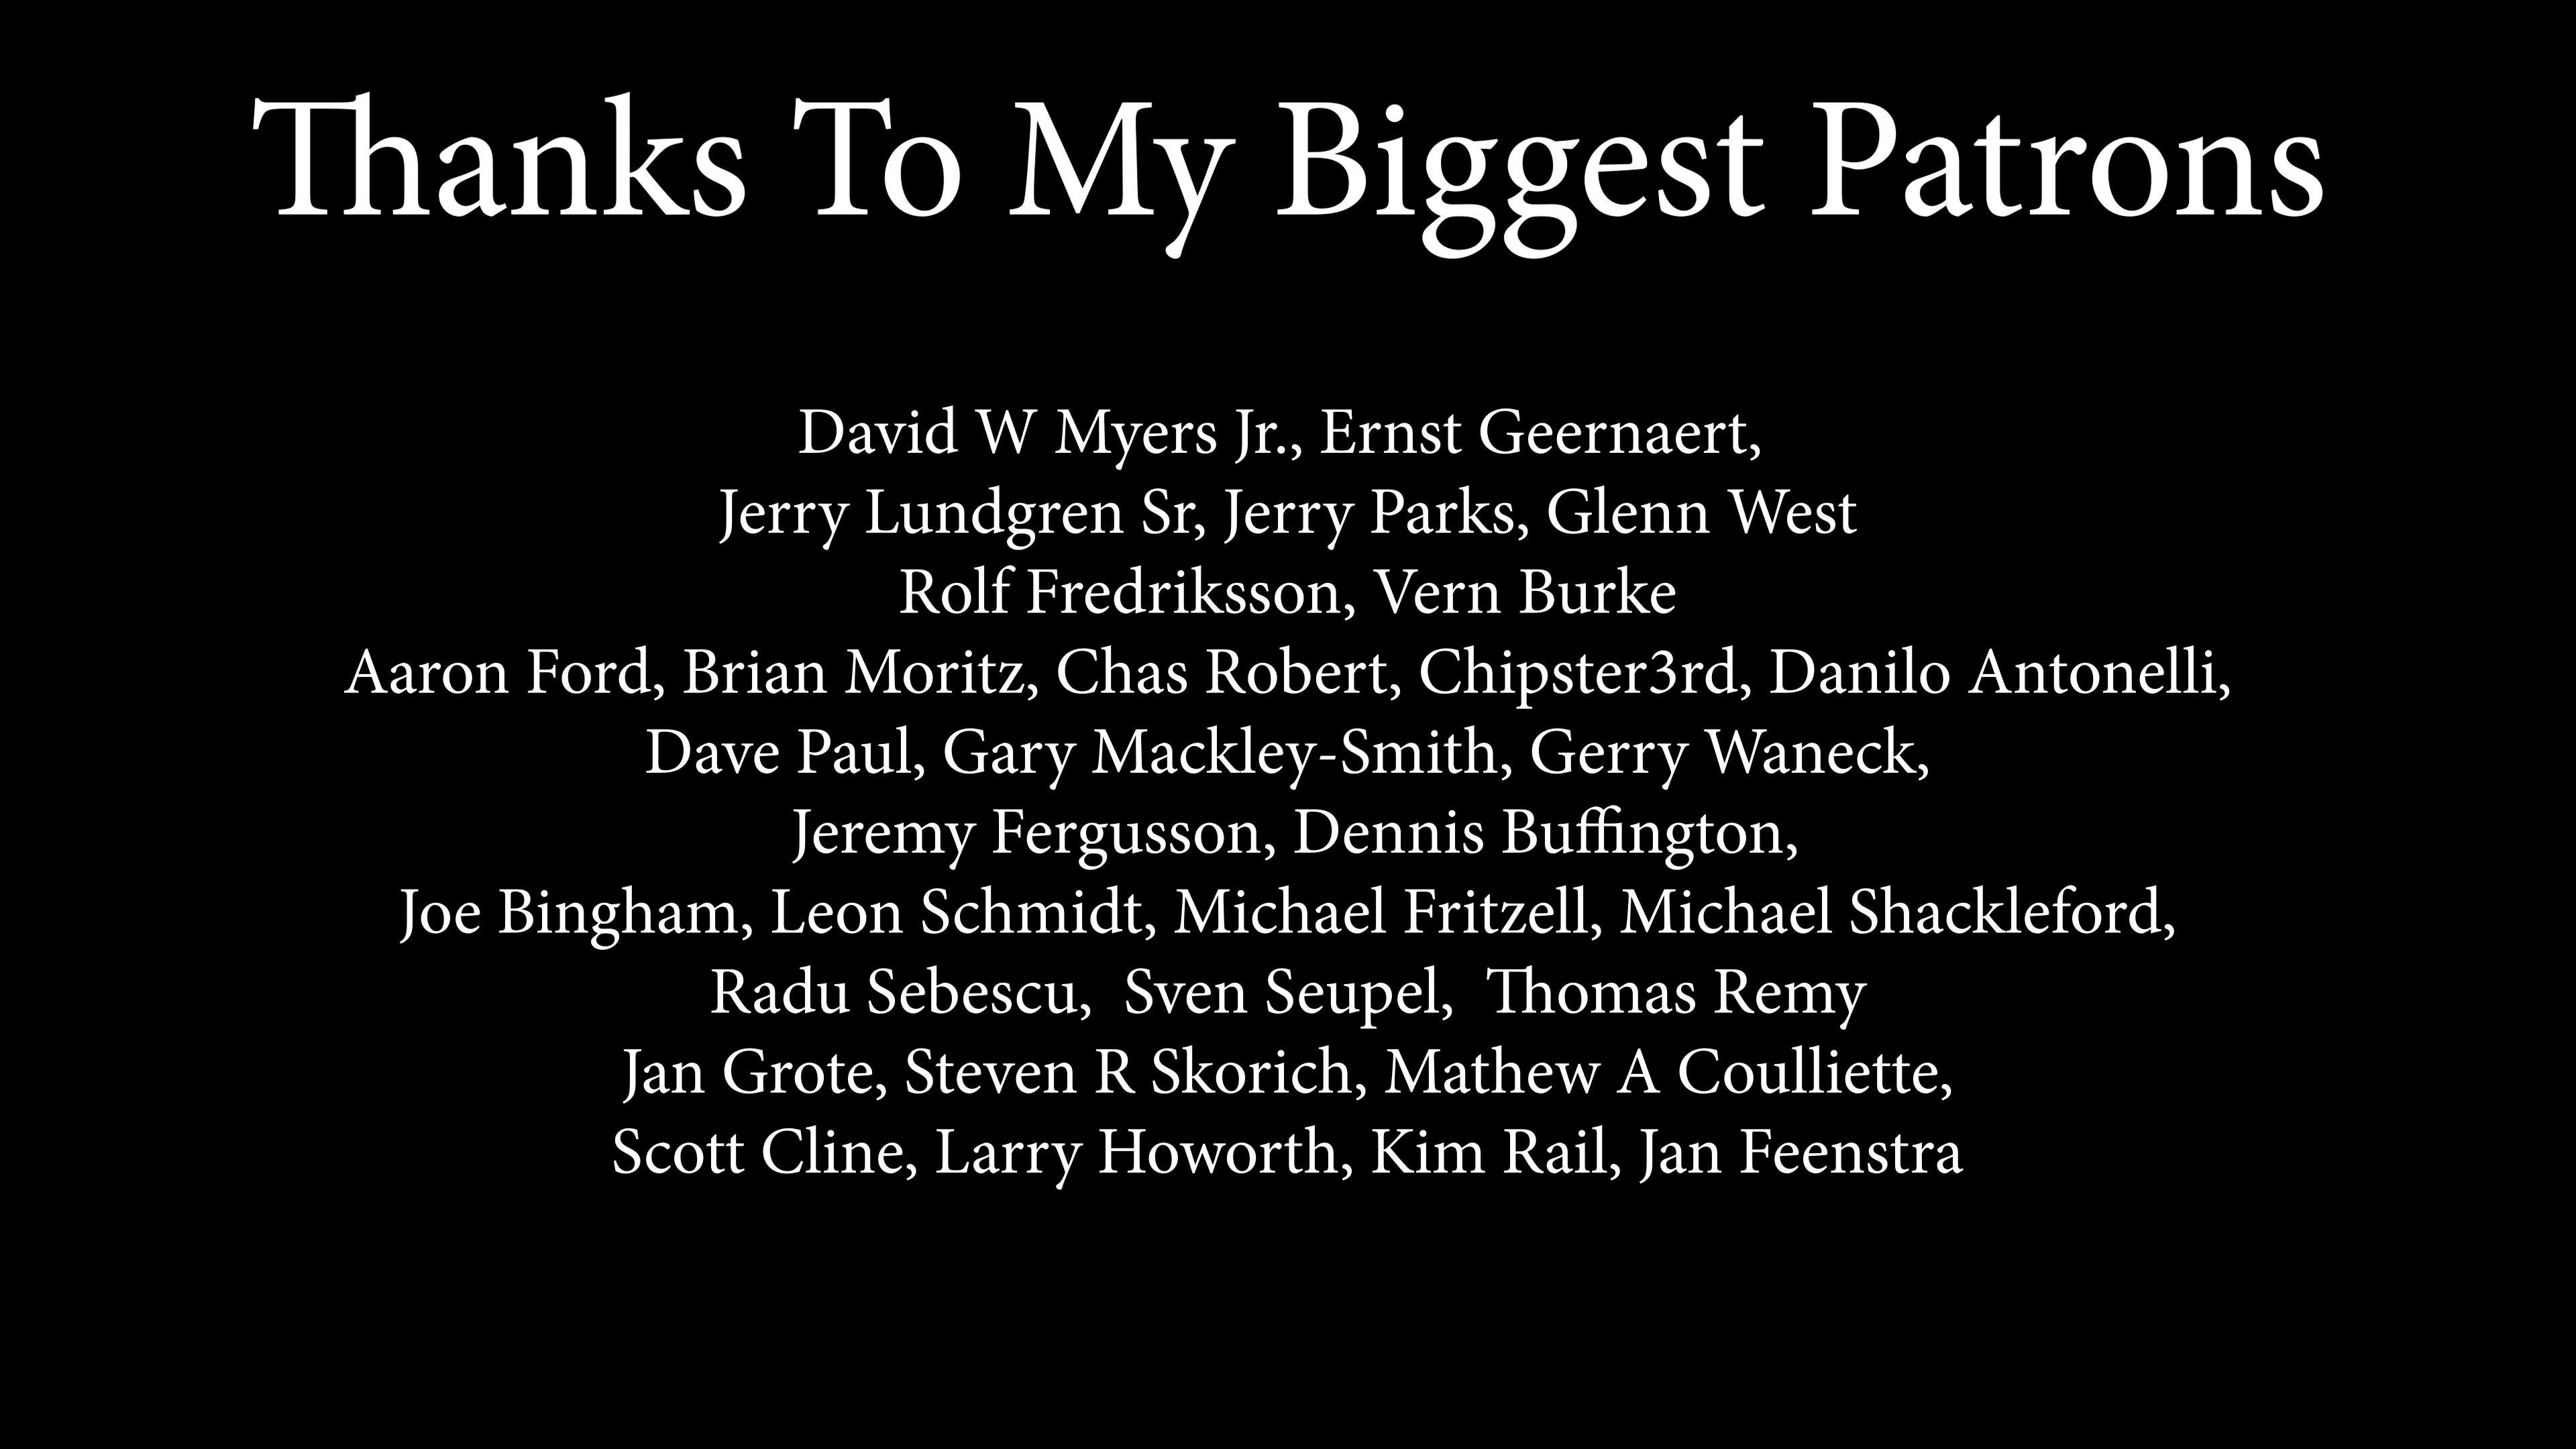 Thanks To My Biggest Patrons
David W Myers Jr., Ernst Geernaert,
Jerry Lundgren Sr, Jerry Parks, Glenn West
Rolf Fredriksson, Vern Burke
Aaron Ford, Brian Moritz, Chas Robert, Chipster3rd, Danilo Antonelli,
Dave Paul, Gary Mackley-Smith, Gerry Waneck,
Jeremy Fergusson, Dennis Buffington,
Joe Bingham, Leon Schmidt, Michael Fritzell, Michael Shackleford,
Radu Sebescu,  Sven Seupel,  Thomas Remy
Jan Grote, Steven R Skorich, Mathew A Coulliette,
Scott Cline, Larry Howorth, Kim Rail, Jan Feenstra